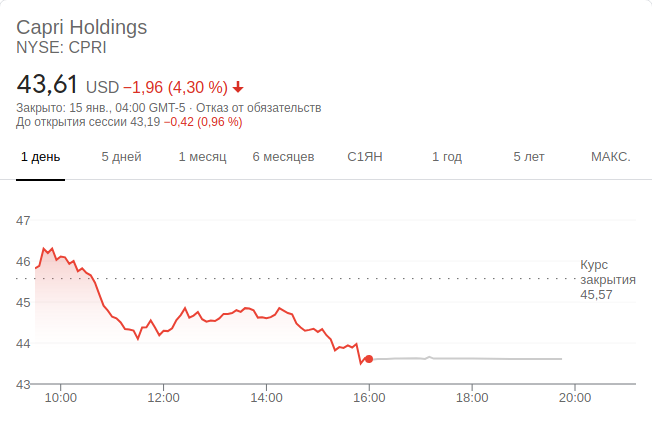 Capri Holdings
NYSE: CPRI
43,61 USD −1,96 (4,30 %)
Закрыто: 15 янв., 04:00 GMT-5 · Отказ от обязательств
До открытия сессии 43,19 −0,42 (0,96 %)
1 день 5 дней 1 месяц 6 месяцев С1ЯН 1 год 5 лет МАКС.
47
46
45
44
43
Курс
закрытия
45,57
10:00 12:00 14:00 16:00 18:00 20:00